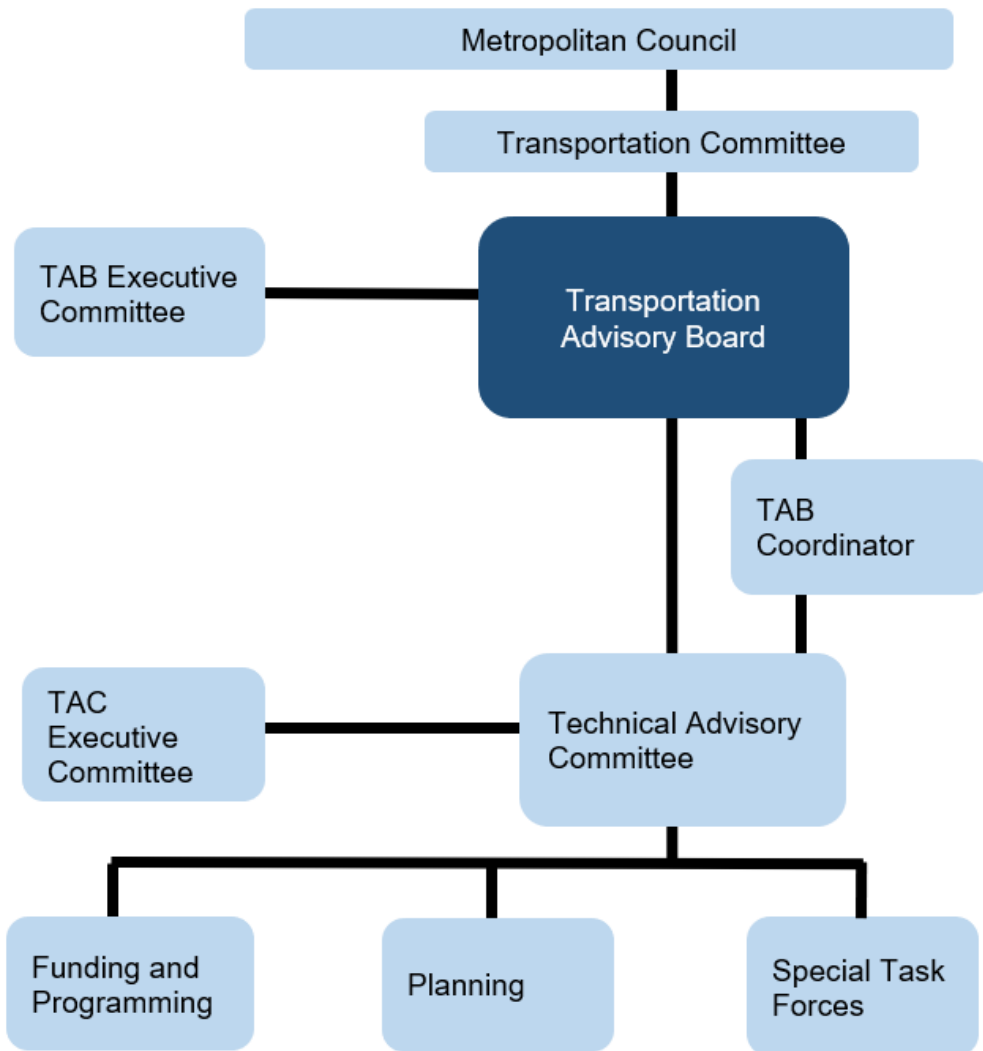 Metropolitan Council
Transportation Committee
TAB Executive
Committee
Transportation
Advisory Board
TAB
Coordinator
TAC
Executive
Committee
Technical Advisory
Committee
Funding and
Programming
Planning
Special Task
Forces